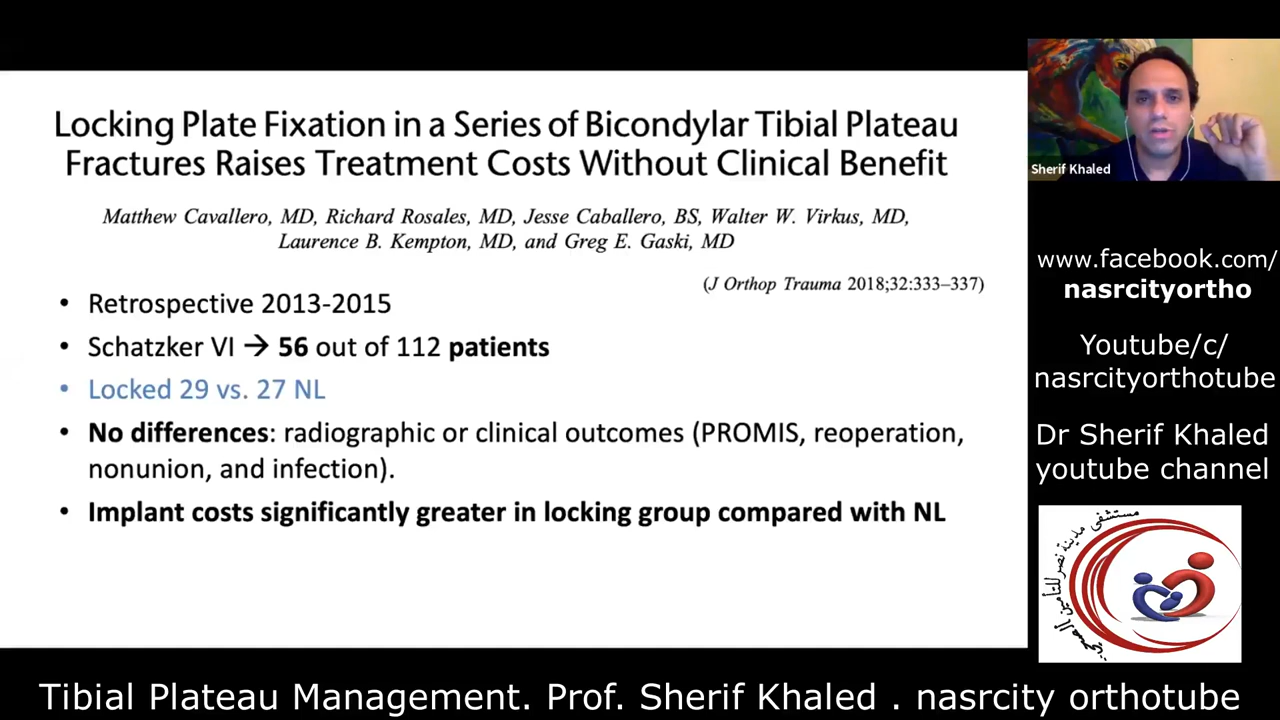 Locking Plate Fixation in a Series of Bicondylar Tibial Plateau
Fractures Raises Treatment Costs Without Clinical Benefit
Matthew Cavallero, MD, Richard Rosales, MD, Jesse Caballero, BS, Walter W. Virkus, MD,
Laurence B. Kempton, MD, and Greg E. Gaski, MD
(J Orthop Trauma 2018;32:333–337)
• Retrospective 2013-2015
• Schatzker VI → 56 out of 112 patients
• Locked 29 vs. 27 NL
• No differences: radiographic or clinical outcomes (PROMIS, reoperation,
nonunion, and infection).
• Implant costs significantly greater in locking group compared with NL
Sherif Khaled
www.facebook.com/
nasrcityortho
Youtube/c/
nasrcityorthotube
Dr Sherif Khaled
youtube channel
مستشفى مدينة نصر للتأمين الصحي
Tibial Plateau Management. Prof. Sherif Khaled . nasrcity orthotube